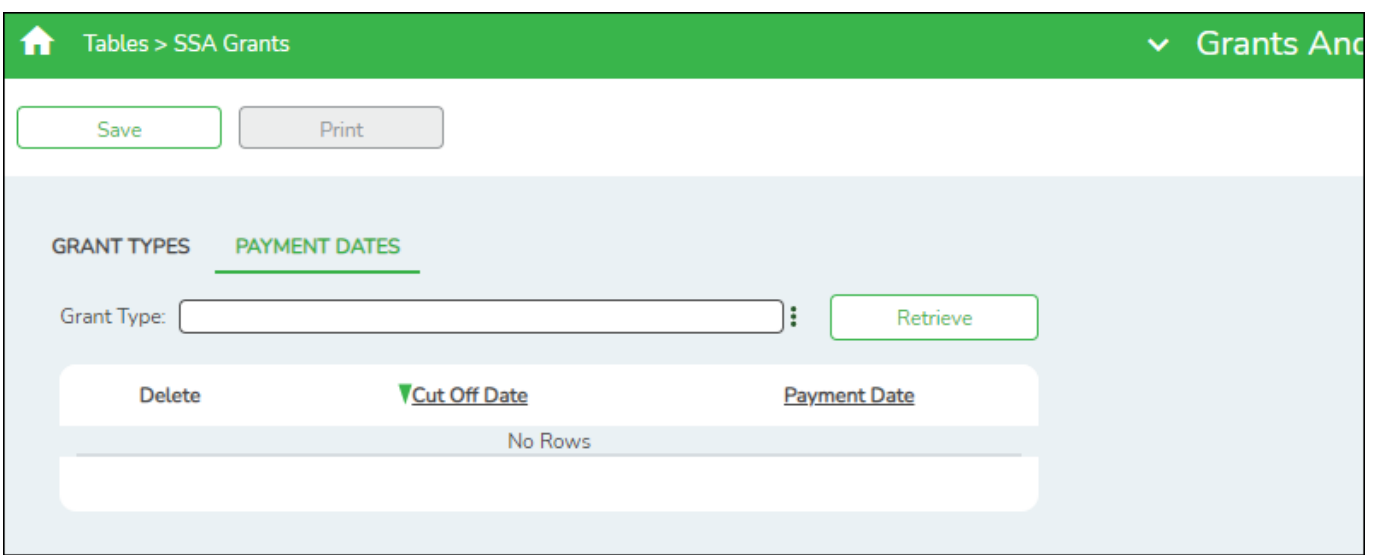 Tables > SSA Grants
Grants And
Save
Print
GRANT TYPES
PAYMENT DATES
Grant Type:
Retrieve
Delete
Cut Off Date
Payment Date
No Rows